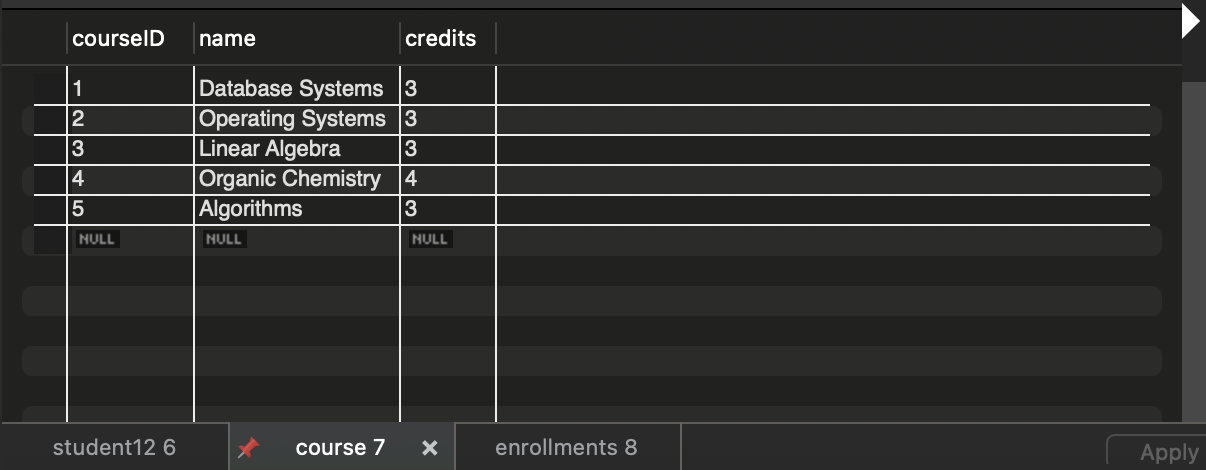 courseID name credits
1 Database Systems 3
2 Operating Systems 3
3 Linear Algebra 3
4 Organic Chemistry 4
5 Algorithms 3
NULL NULL NULL
student12 6 course 7 enrollments 8 Apply